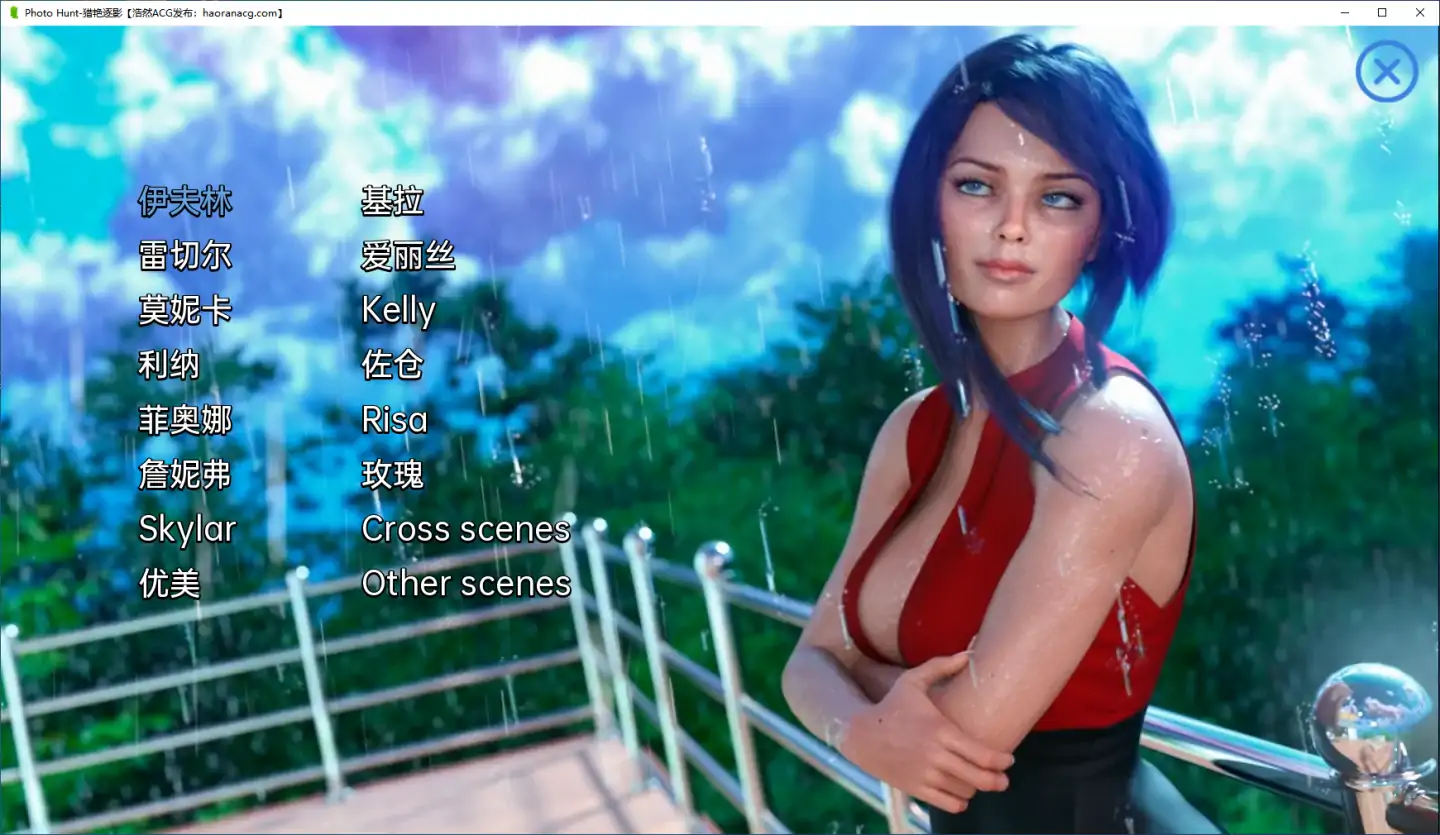 Photo Hunt-猎艳逐影【浩然ACG发布：haoranacg.com】
伊夫林
雷切尔
莫妮卡
利纳
菲奥娜
詹妮弗
Skylar
优美
基拉
爱丽丝
Kelly
佐仓
Risa
玫瑰
Cross scenes
Other scenes